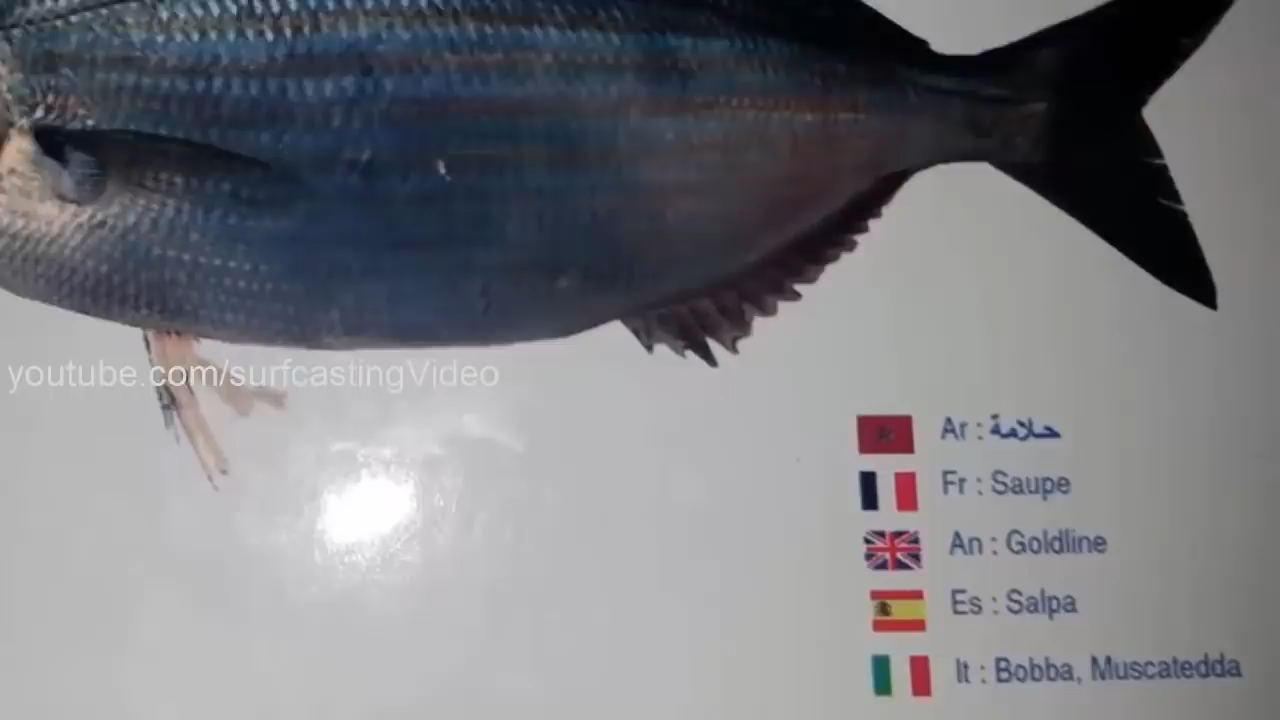 youtube.com/surfcastingVideo
Ar : حلامة
Fr : Saupe
An : Goldline
Es : Salpa
It : Bobba, Muscatedda